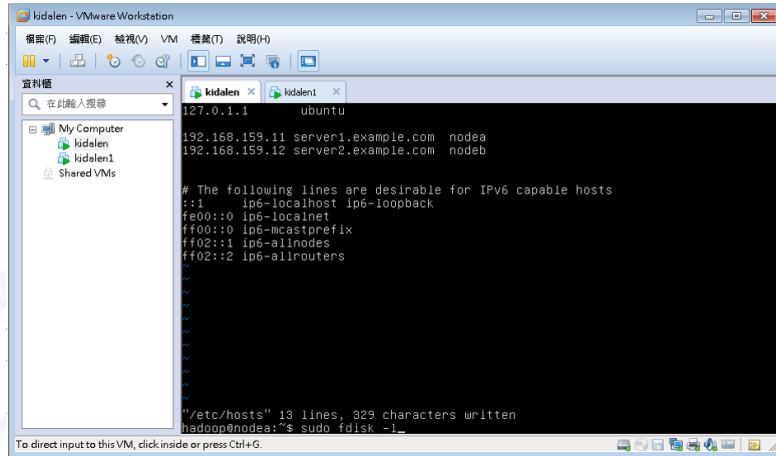 kidalen - VMware Workstation
檔案(F) 編輯(E) 檢視(V) VM 標籤(T) 說明(H)
資料櫃
在此輸入搜尋
My Computer
kidalen
kidalen1
Shared VMs
kidalen
kidalen1
127.0.1.1 ubuntu
192.168.159.11 server1.example.com nodea
192.168.159.12 server2.example.com nodeb
# The following lines are desirable for IPv6 capable hosts
::1 ip6-localhost ip6-loopback
fe00::0 ip6-localnet
ff00::0 ip6-mcastprefix
ff02::1 ip6-allnodes
ff02::2 ip6-allrouters
~
~
~
~
~
~
~
~
~
~
~
"/etc/hosts" 13 lines, 329 characters written
hadoop@nodea:~$ sudo fdisk -l_
To direct input to this VM, click inside or press Ctrl+G.